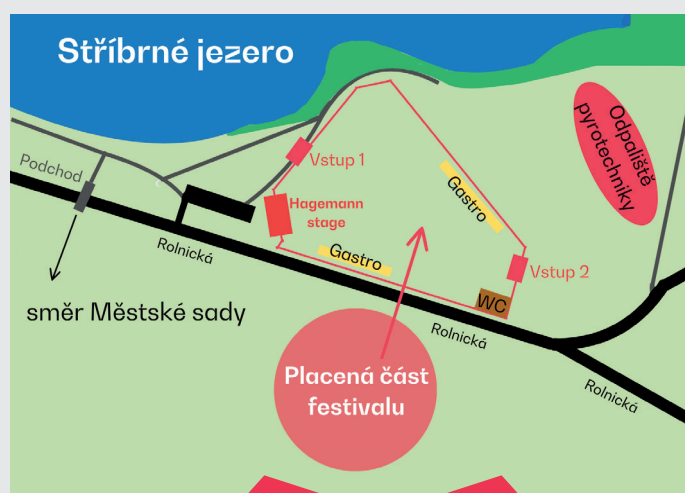 Stříbrné jezero
Odpaliště
pyrotechniky
Podchod
Vstup 1
Hagemann
stage
Gastro
Rolnická
Gastro
Vstup 2
WC
směr Městské sady
Rolnická
Placená část
festivalu
Rolnická